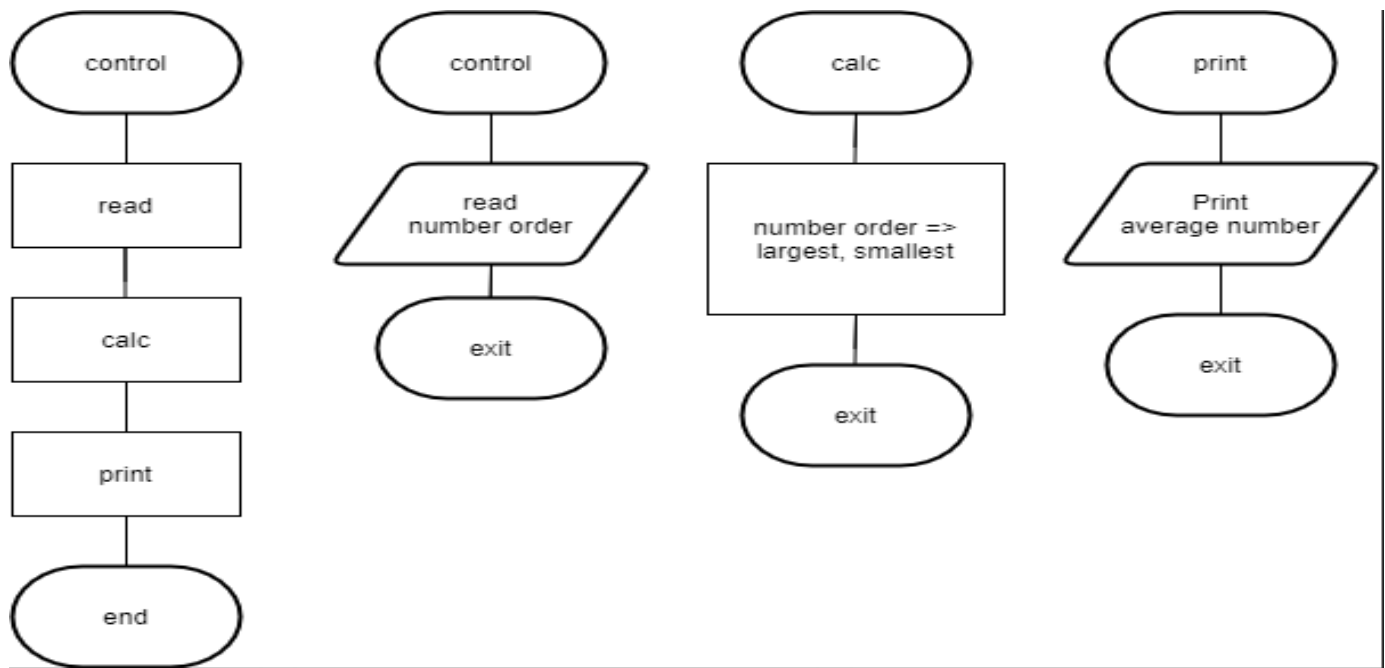 control
read
calc
print
end
control
read
number order
exit
calc
number order =>
largest, smallest
exit
print
Print
average number
exit